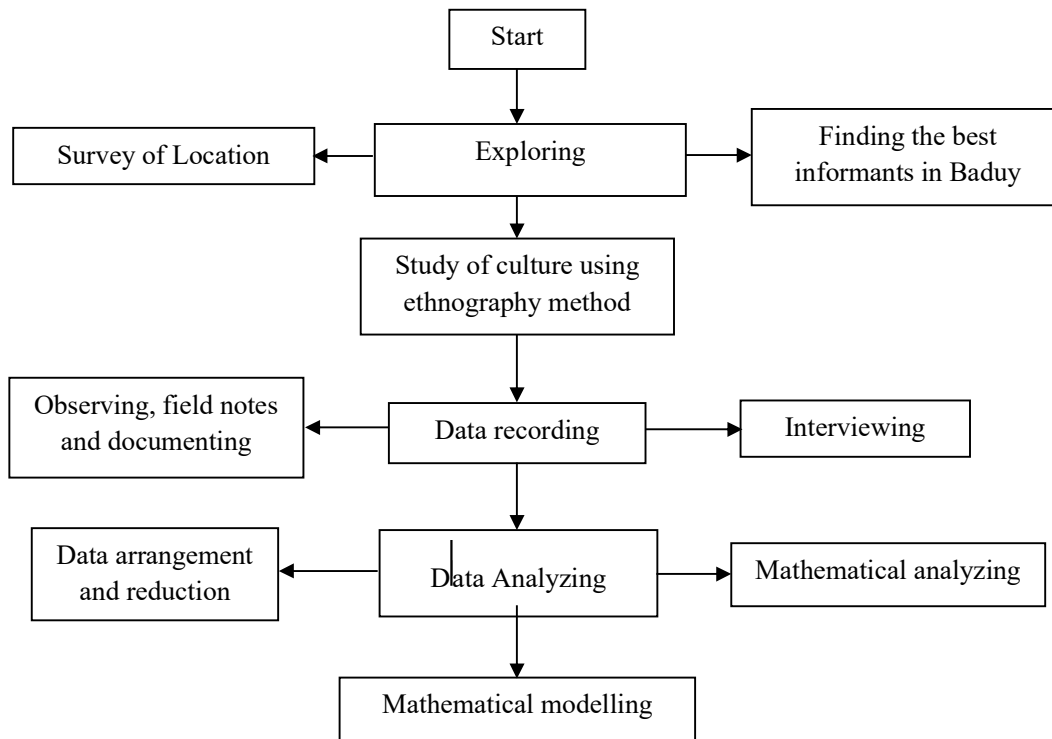 Start
Survey of Location
Exploring
Finding the best
informants in Baduy
Study of culture using
ethnography method
Observing, field notes
and documenting
Data recording
Interviewing
Data arrangement
and reduction
Data Analyzing
Mathematical analyzing
Mathematical modelling